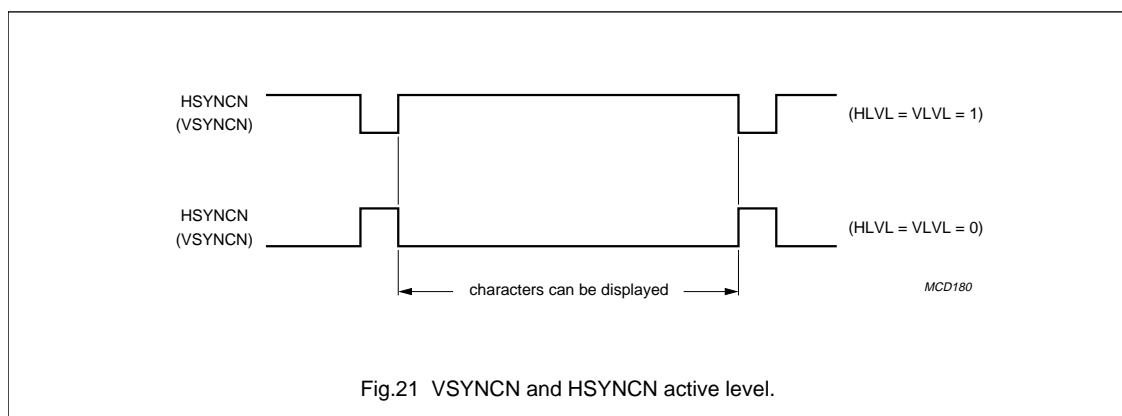 HSYNCN
(VSYNCN)
(HLVL = VLVL = 1)
HSYNCN
(VSYNCN)
(HLVL = VLVL = 0)
characters can be displayed
MCD180
Fig.21 VSYNCN and HSYNCN active level.